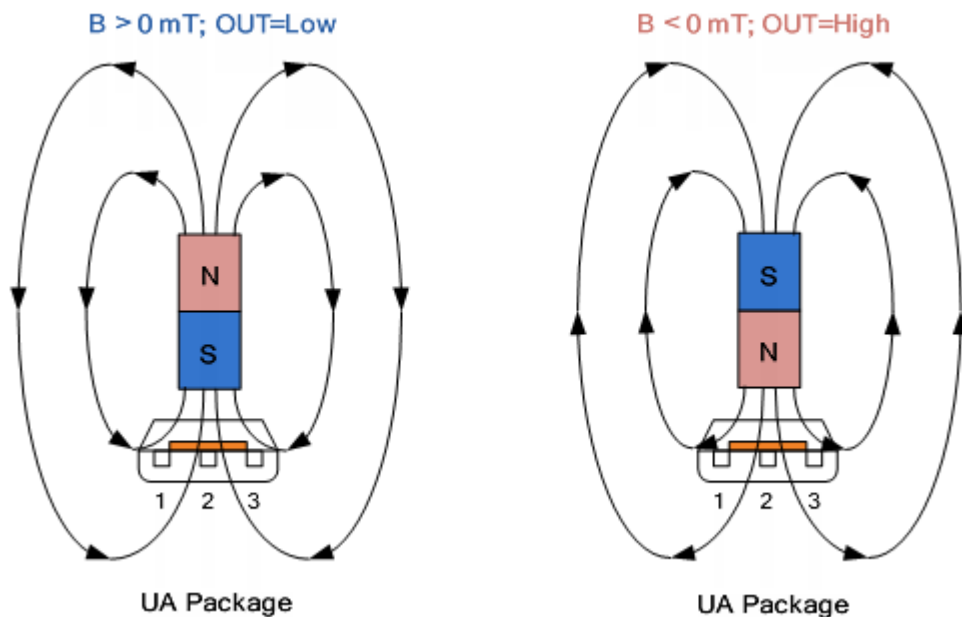 B > 0 mT; OUT=Low
N
S
1 2 3
UA Package
B < 0 mT; OUT=High
S
N
1 2 3
UA Package